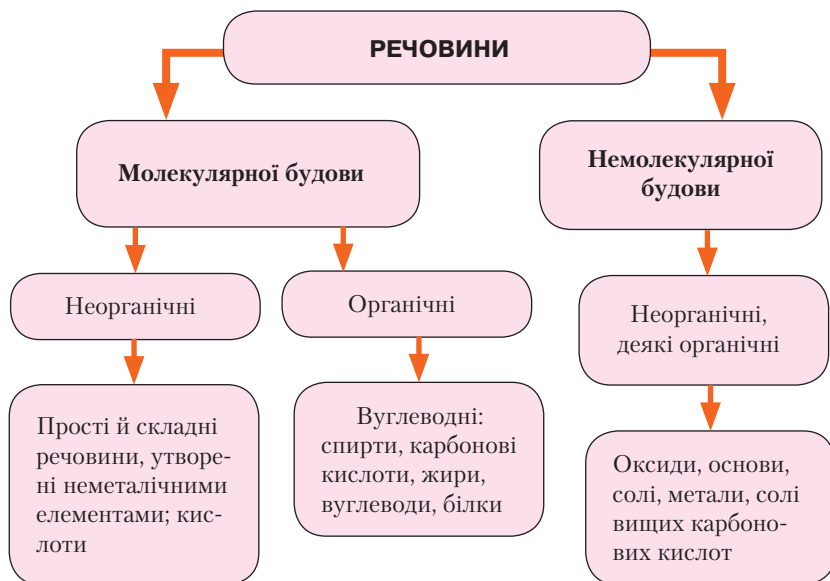 РЕЧОВИНИ
Молекулярної будови
Немолекулярної
будови
Неорганічні
Органічні
Неорганічні,
деякі органічні
Прості й складні
речовини, утворе-
ні неметалічними
елементами; кис-
лоти
Вуглеводні:
спирти, карбонові
кислоти, жири,
вуглеводи, білки
Оксиди, основи,
солі, метали, солі
вищих карбоно-
вих кислот